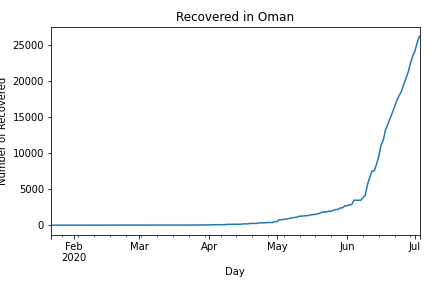 Recovered in Oman
Number of Recovered
25000
20000
15000
10000
5000
0
Feb
2020
Mar
Apr
May
Jun
Jul
Day